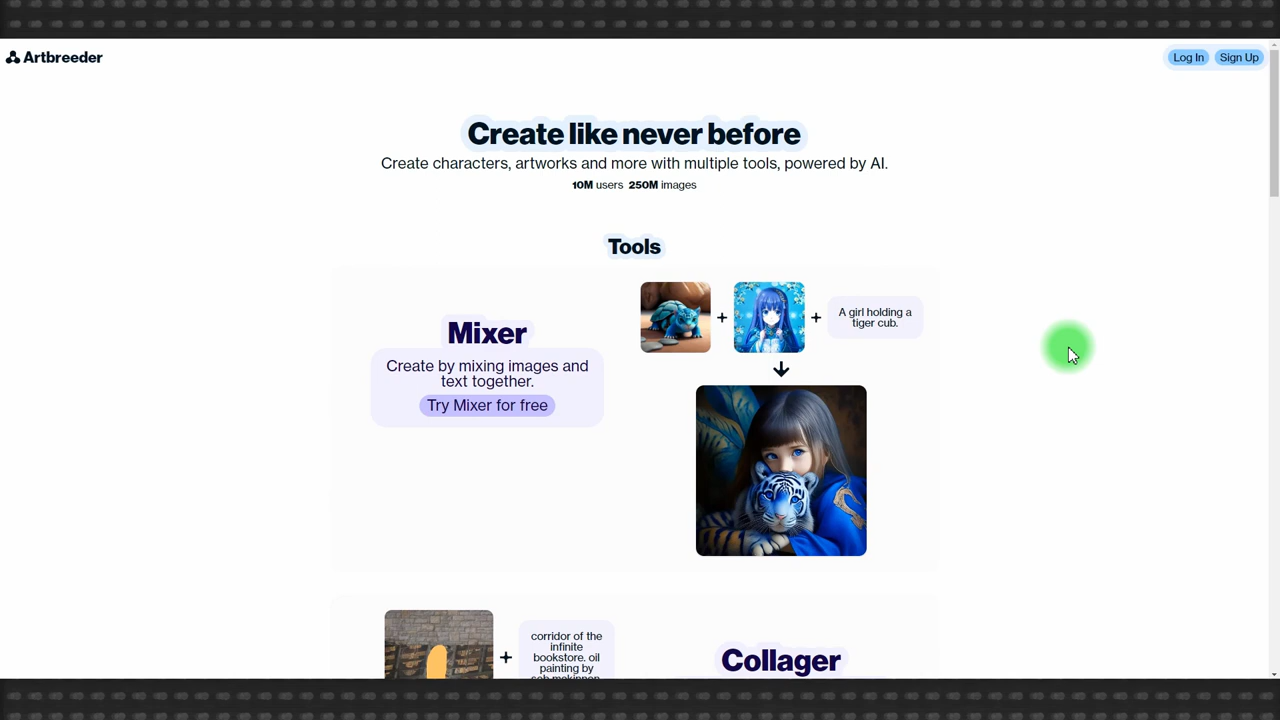 Artbreeder
Log In
Sign Up
Create like never before
Create characters, artworks and more with multiple tools, powered by AI.
10M users 250M images
Tools
Mixer
Create by mixing images and
text together.
Try Mixer for free
+
+
A girl holding a
tiger cub.
+
corridor of the
infinite
bookstore. oil
painting by
seb mckinnon
Collager